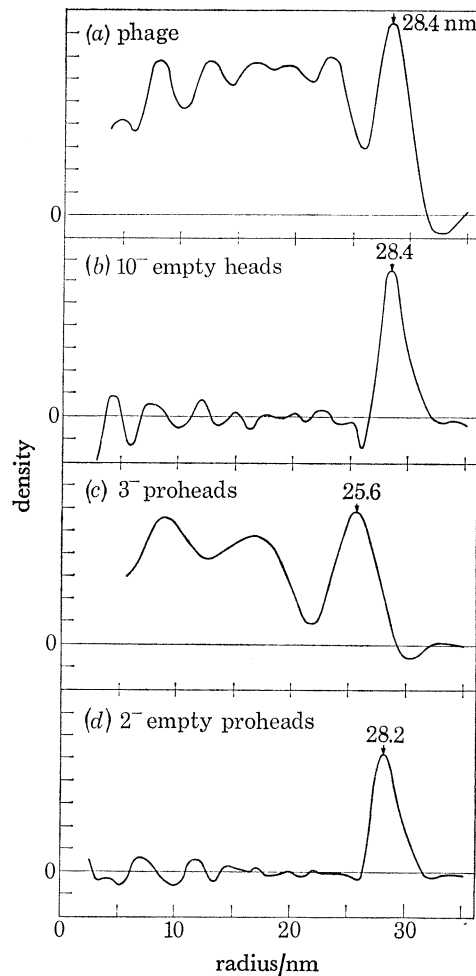 (a) phage
28.4 nm
0
(b) 10⁻ empty heads
28.4
0
density
(c) 3⁻ proheads
25.6
0
(d) 2⁻ empty proheads
28.2
0
0 10 20 30
radius/nm